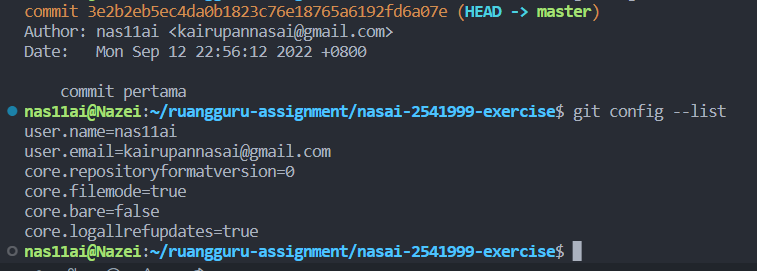 commit 3e2b2eb5ec4da0b1823c76e18765a6192fd6a07e (HEAD -> master)
Author: nas11ai <kairupannasai@gmail.com>
Date:   Mon Sep 12 22:56:12 2022 +0800
    commit pertama
nas11ai@Nazei:~/ruangguru-assignment/nasai-2541999-exercise$ git config --list
user.name=nas11ai
user.email=kairupannasai@gmail.com
core.repositoryformatversion=0
core.filemode=true
core.bare=false
core.logallrefupdates=true
nas11ai@Nazei:~/ruangguru-assignment/nasai-2541999-exercise$